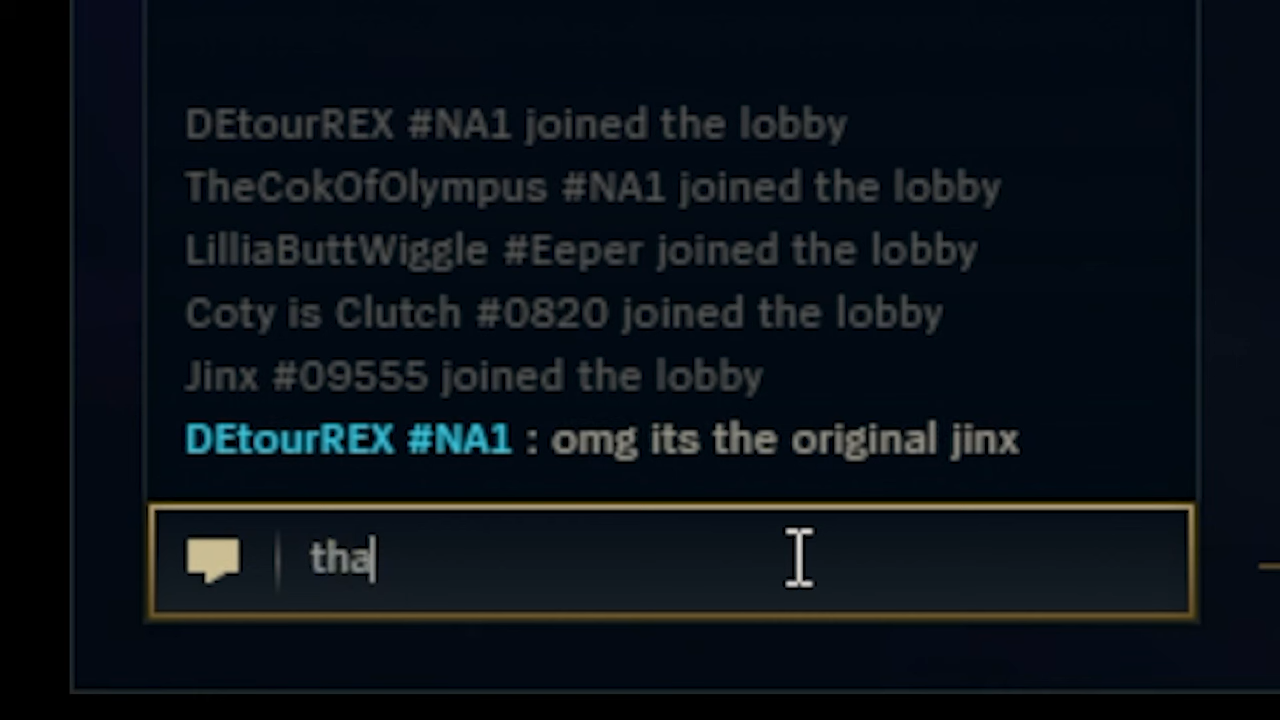 DEtourREX #NA1 joined the lobby
TheCokOfOlympus #NA1 joined the lobby
LilliaButtWiggle #Eeper joined the lobby
Coty is Clutch #0820 joined the lobby
Jinx #09555 joined the lobby
DEtourREX #NA1 : omg its the original jinx
tha